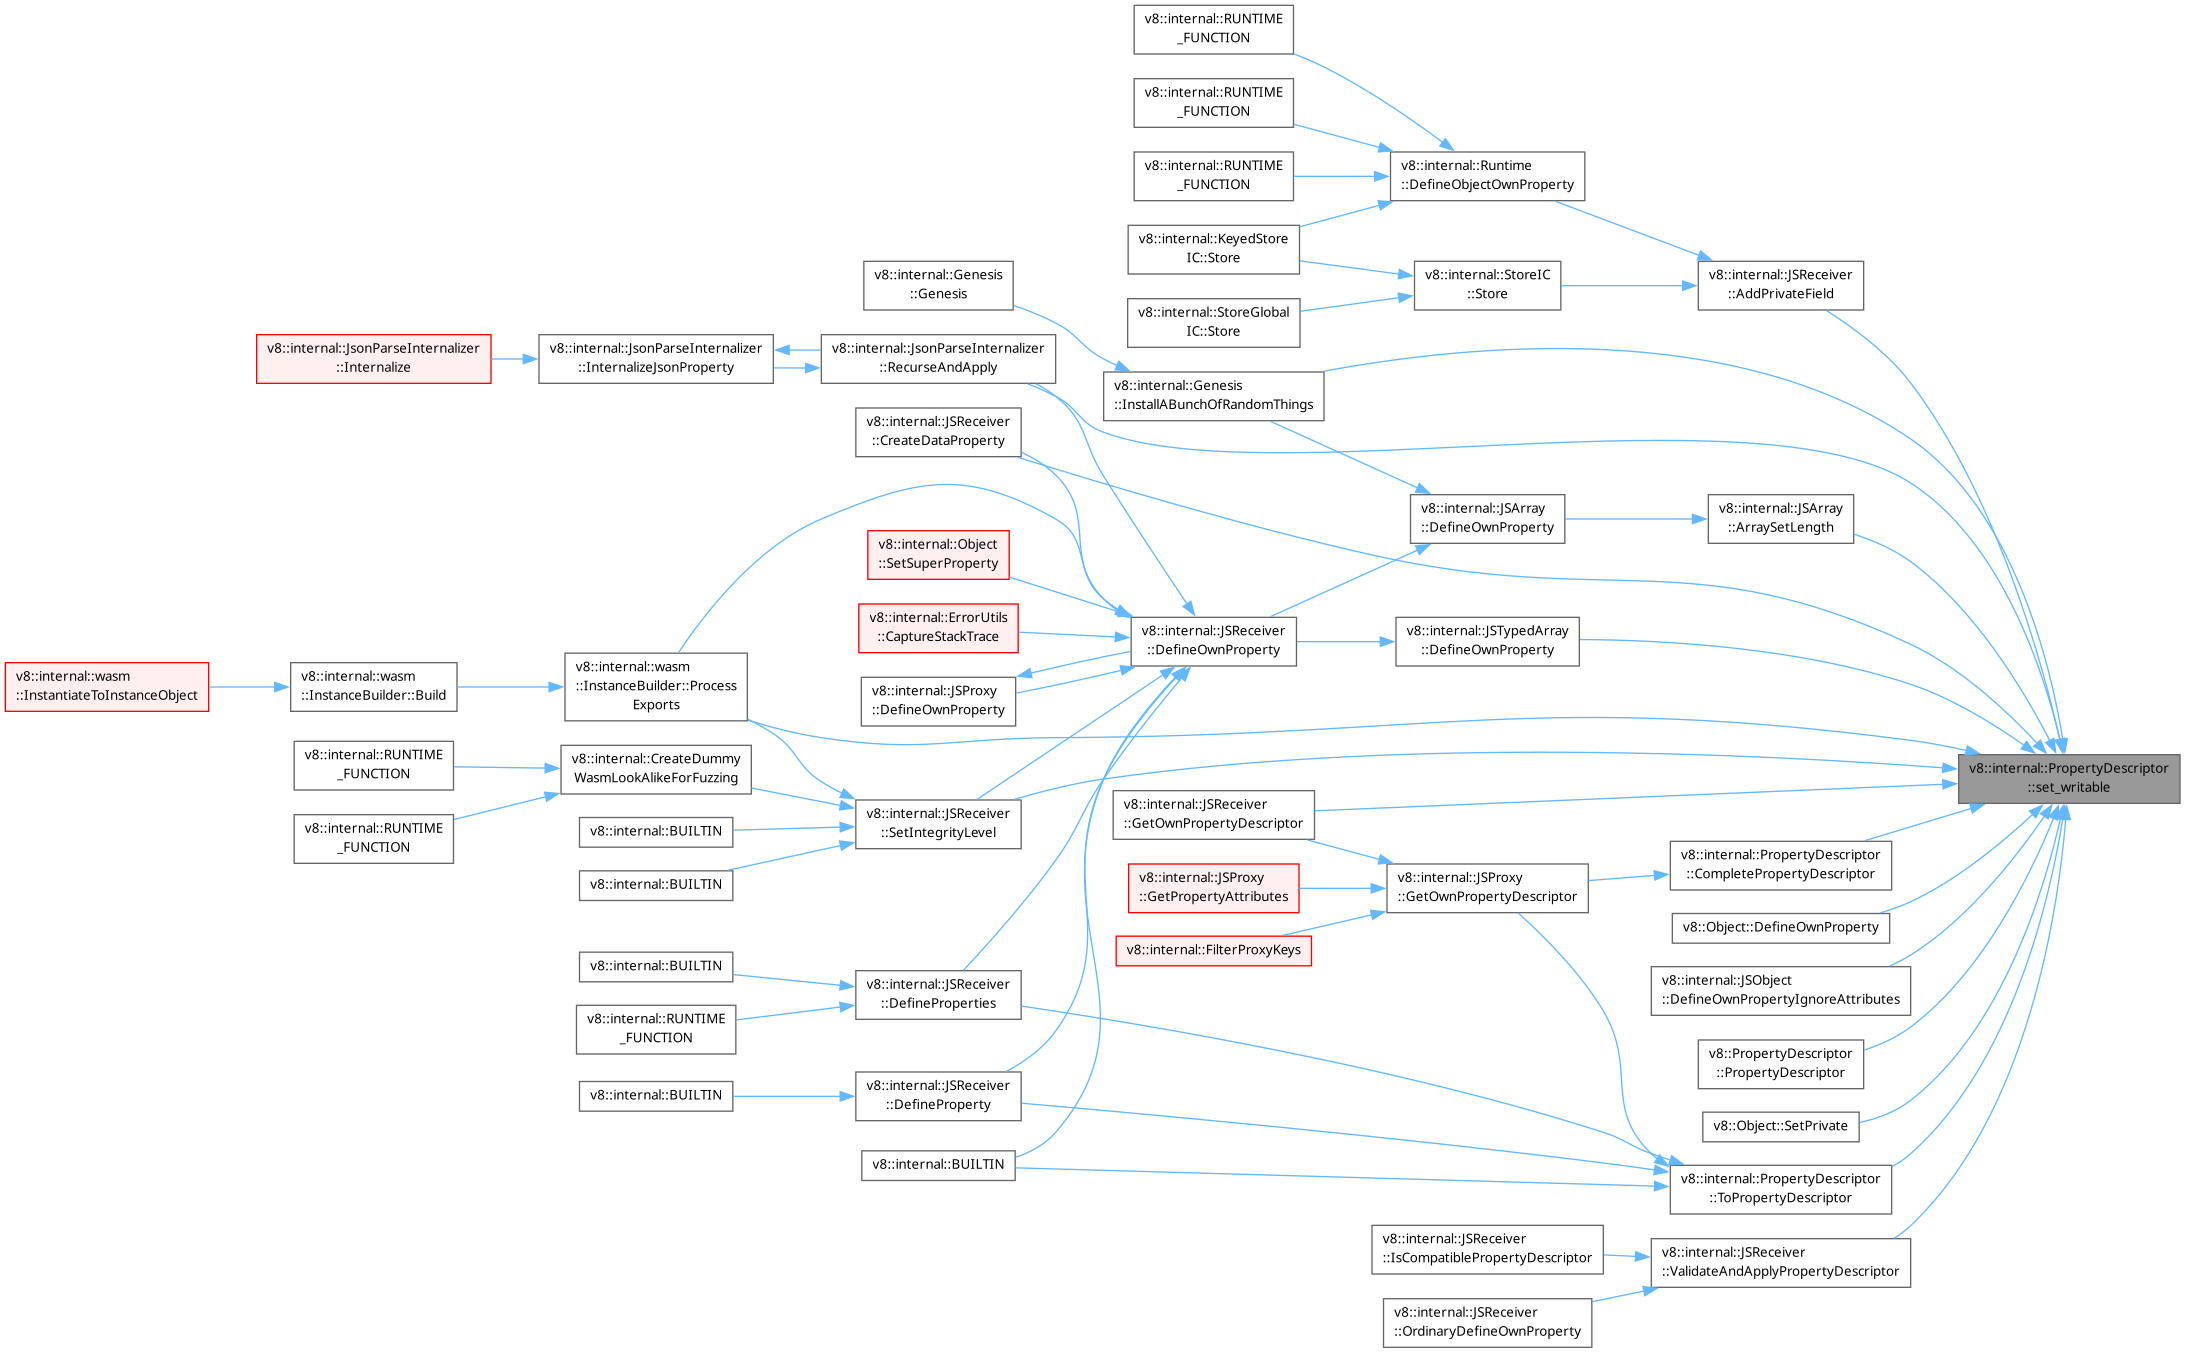 v8::internal::RUNTIME
_FUNCTION
v8::internal::RUNTIME
_FUNCTION
v8::internal::RUNTIME
_FUNCTION
v8::internal::Runtime
::DefineObjectOwnProperty
v8::internal::KeyedStore
IC::Store
v8::internal::Genesis
::Genesis
v8::internal::StoreIC
::Store
v8::internal::JSReceiver
::AddPrivateField
v8::internal::StoreGlobal
IC::Store
v8::internal::JsonParseInternalizer
::Internalize
v8::internal::JsonParseInternalizer
::InternalizeJsonProperty
v8::internal::JsonParseInternalizer
::RecurseAndApply
v8::internal::Genesis
::InstallABunchOfRandomThings
v8::internal::JSReceiver
::CreateDataProperty
v8::internal::JSArray
::DefineOwnProperty
v8::internal::JSArray
::ArraySetLength
v8::internal::Object
::SetSuperProperty
v8::internal::ErrorUtils
::CaptureStackTrace
v8::internal::JSReceiver
::DefineOwnProperty
v8::internal::JSTypedArray
::DefineOwnProperty
v8::internal::wasm
::InstantiateToInstanceObject
v8::internal::wasm
::InstanceBuilder::Build
v8::internal::wasm
::InstanceBuilder::Process
Exports
v8::internal::JSProxy
::DefineOwnProperty
v8::internal::RUNTIME
_FUNCTION
v8::internal::CreateDummy
WasmLookAlikeForFuzzing
v8::internal::PropertyDescriptor
::set_writable
v8::internal::RUNTIME
_FUNCTION
v8::internal::BUILTIN
v8::internal::JSReceiver
::SetIntegrityLevel
v8::internal::JSReceiver
::GetOwnPropertyDescriptor
v8::internal::BUILTIN
v8::internal::JSProxy
::GetPropertyAttributes
v8::internal::JSProxy
::GetOwnPropertyDescriptor
v8::internal::PropertyDescriptor
::CompletePropertyDescriptor
v8::internal::FilterProxyKeys
v8::Object::DefineOwnProperty
v8::internal::BUILTIN
v8::internal::JSReceiver
::DefineProperties
v8::internal::JSObject
::DefineOwnPropertyIgnoreAttributes
v8::internal::RUNTIME
_FUNCTION
v8::PropertyDescriptor
::PropertyDescriptor
v8::internal::BUILTIN
v8::internal::JSReceiver
::DefineProperty
v8::Object::SetPrivate
v8::internal::BUILTIN
v8::internal::PropertyDescriptor
::ToPropertyDescriptor
v8::internal::JSReceiver
::IsCompatiblePropertyDescriptor
v8::internal::JSReceiver
::ValidateAndApplyPropertyDescriptor
v8::internal::JSReceiver
::OrdinaryDefineOwnProperty